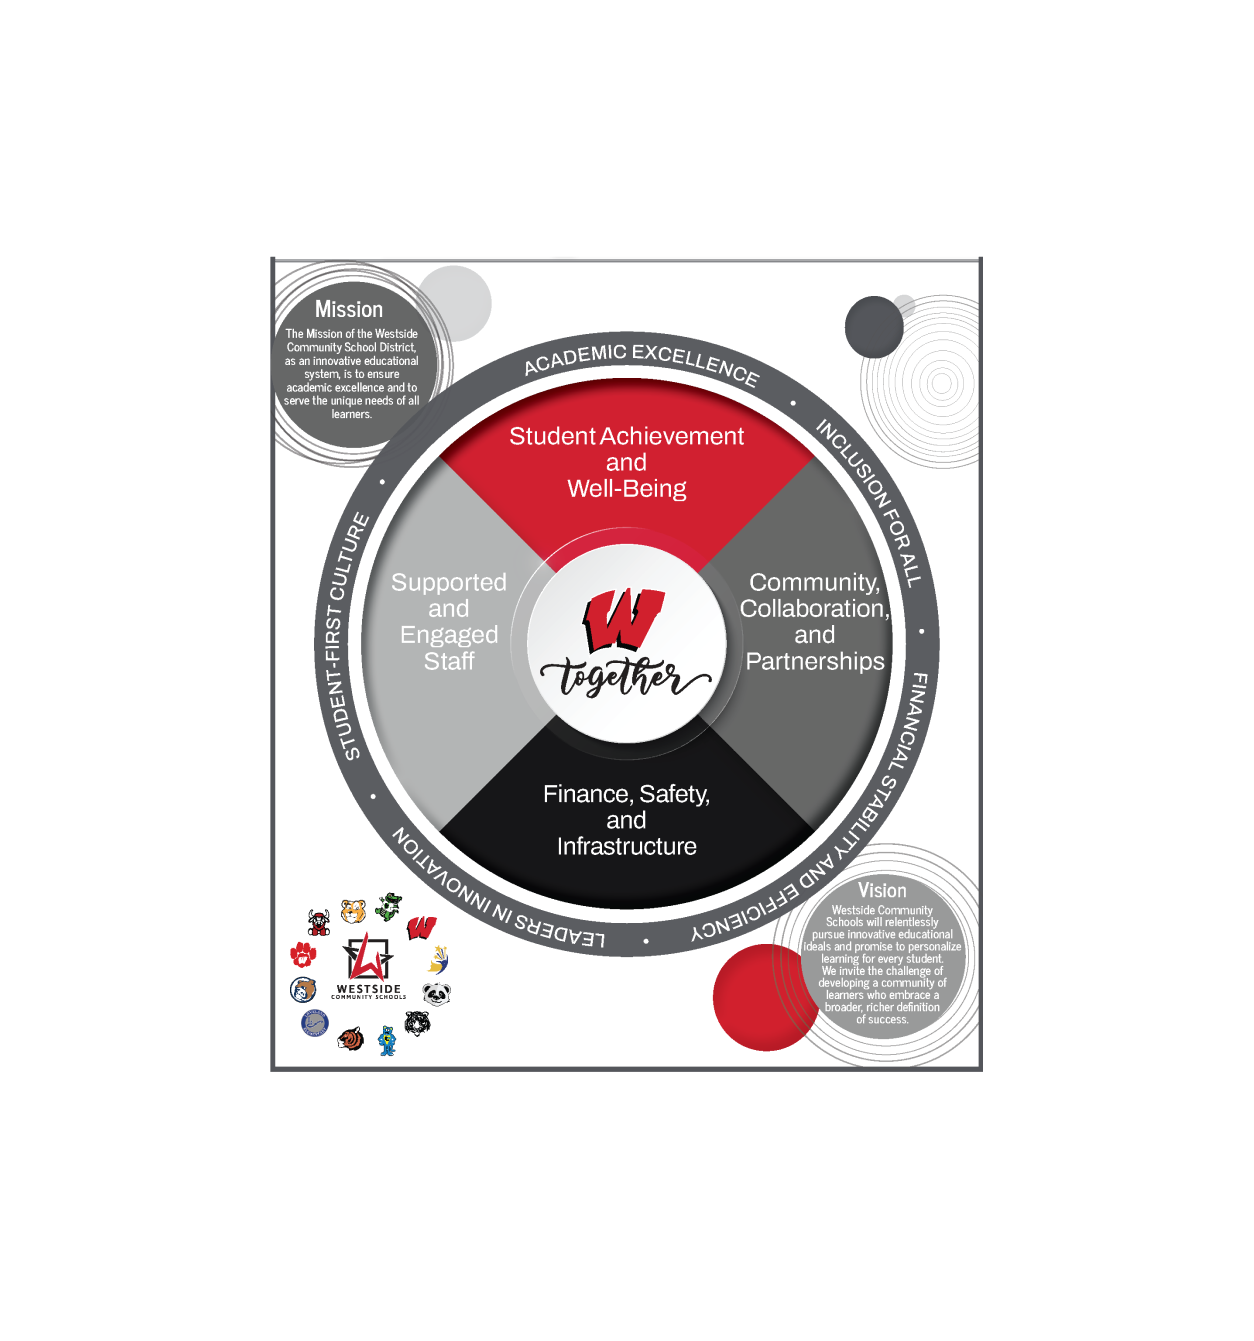 Mission
The Mission of the Westside
Community School District,
as an innovative educational
system, is to ensure
academic excellence and to
serve the unique needs of all
learners.
ACADEMIC EXCELLENCE
•
INCLUSION FOR ALL
•
FINANCIAL STABILITY AND EFFICIENCY
•
LEADERS IN INNOVATION
•
STUDENT-FIRST CULTURE
•
Student Achievement
and
Well-Being
Supported
and
Engaged
Staff
Community,
Collaboration,
and
Partnerships
W
together
Finance, Safety,
and
Infrastructure
Vision
Westside Community
Schools will relentlessly
pursue innovative educational
ideals and promise to personalize
learning for every student.
We invite the challenge of
developing a community of
learners who embrace a
broader, richer definition
of success.
W
W
WESTSIDE
COMMUNITY SCHOOLS